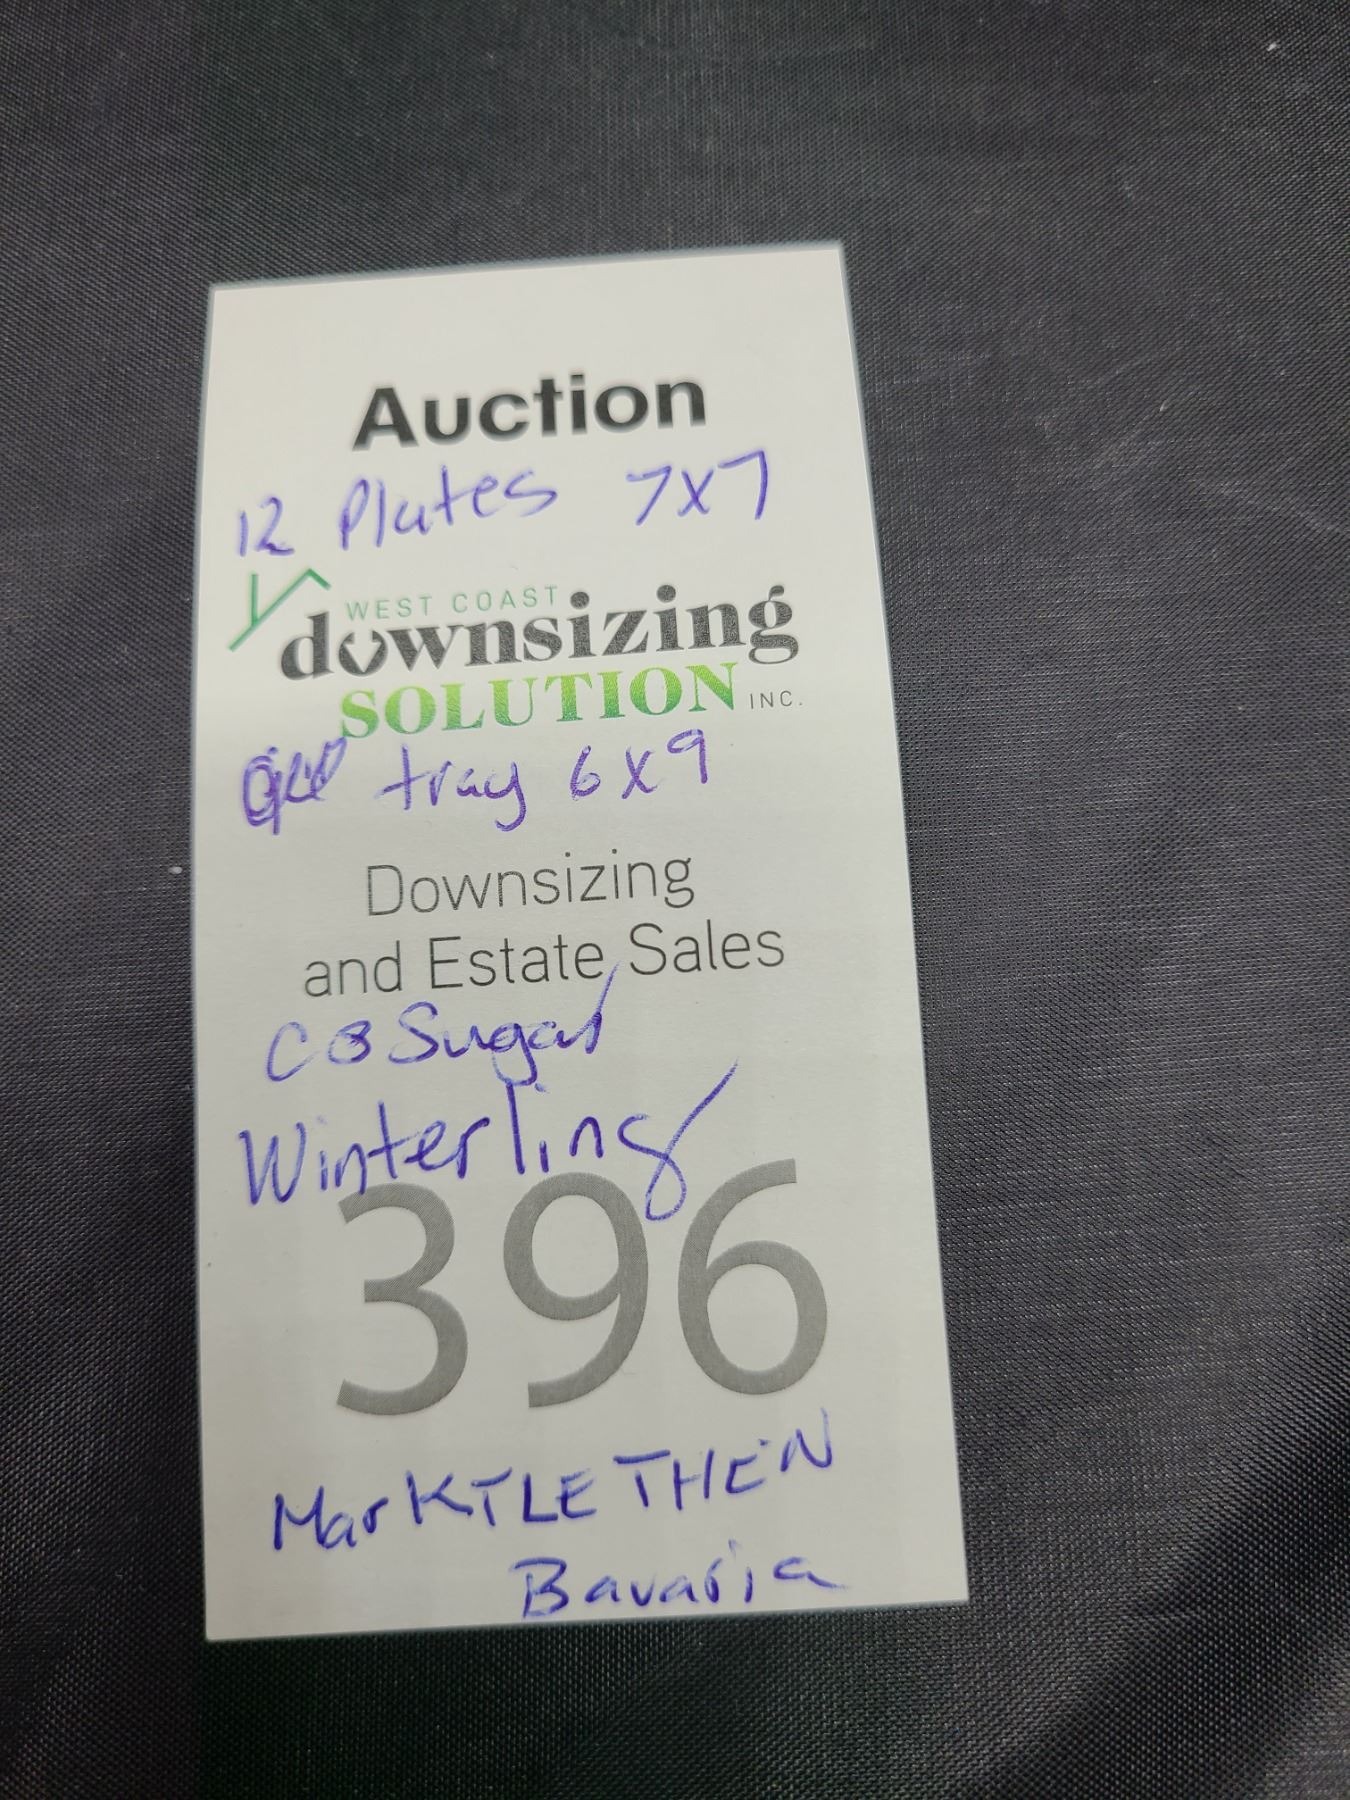 Auction
12 Plates 7x7
WEST COAST
downsizing
SOLUTION INC.
tray 6x9
Downsizing
and Estate Sales
C B Sugar
Winterling
396
MarKTLETHEN
Bavaria